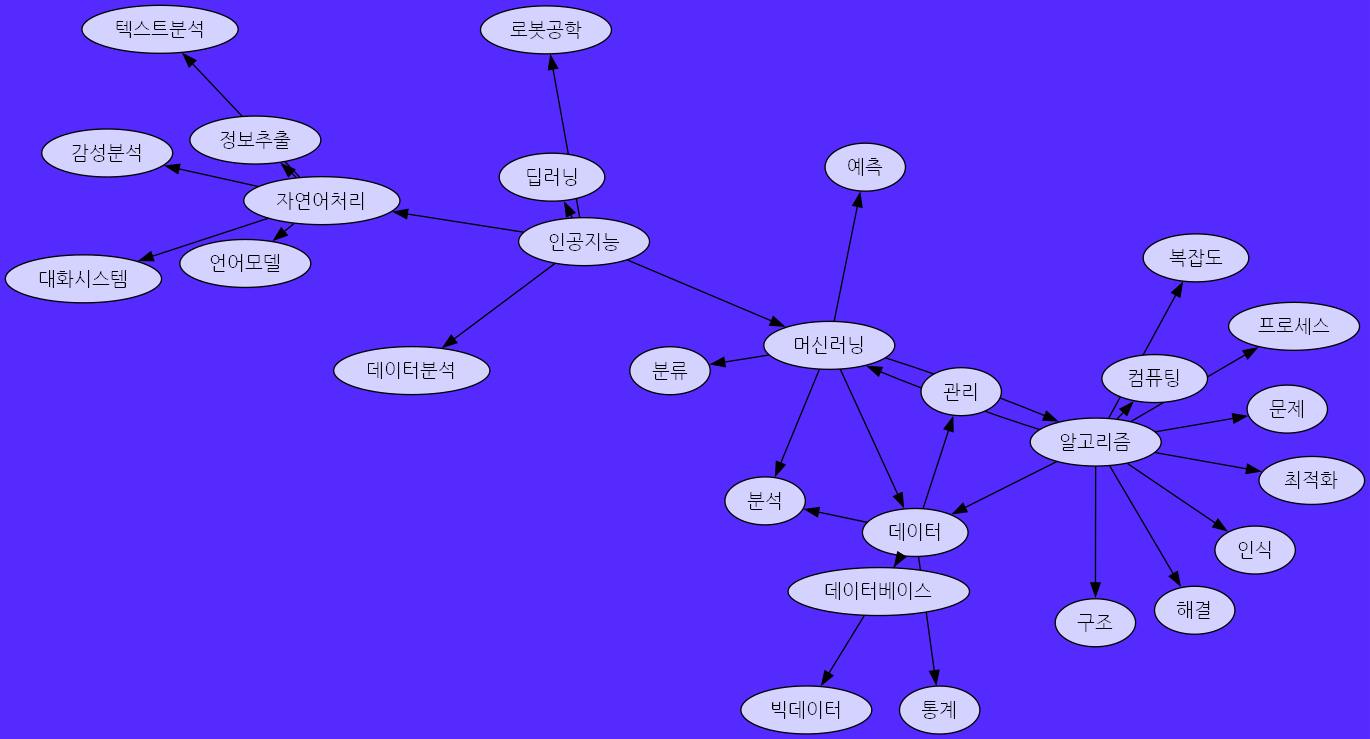 텍스트분석
로봇공학
정보추출
감성분석
예측
딥러닝
자연어처리
인공지능
복잡도
언어모델
대화시스템
프로세스
머신러닝
데이터분석
분류
컴퓨팅
관리
문제
알고리즘
최적화
분석
데이터
인식
데이터베이스
해결
구조
빅데이터
통계